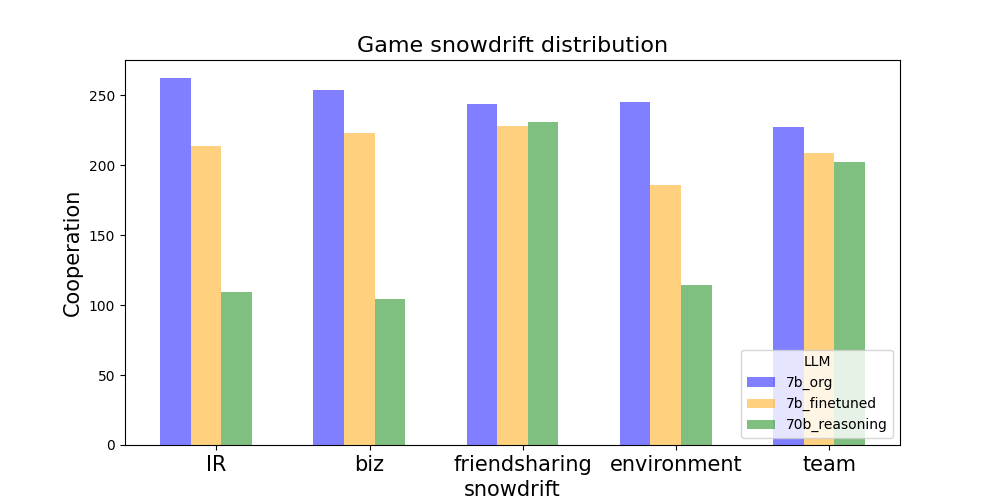 Game snowdrift distribution
Cooperation
250
200
150
100
50
0
IR biz friendsharing environment team
snowdrift
LLM
7b_org
7b_finetuned
70b_reasoning